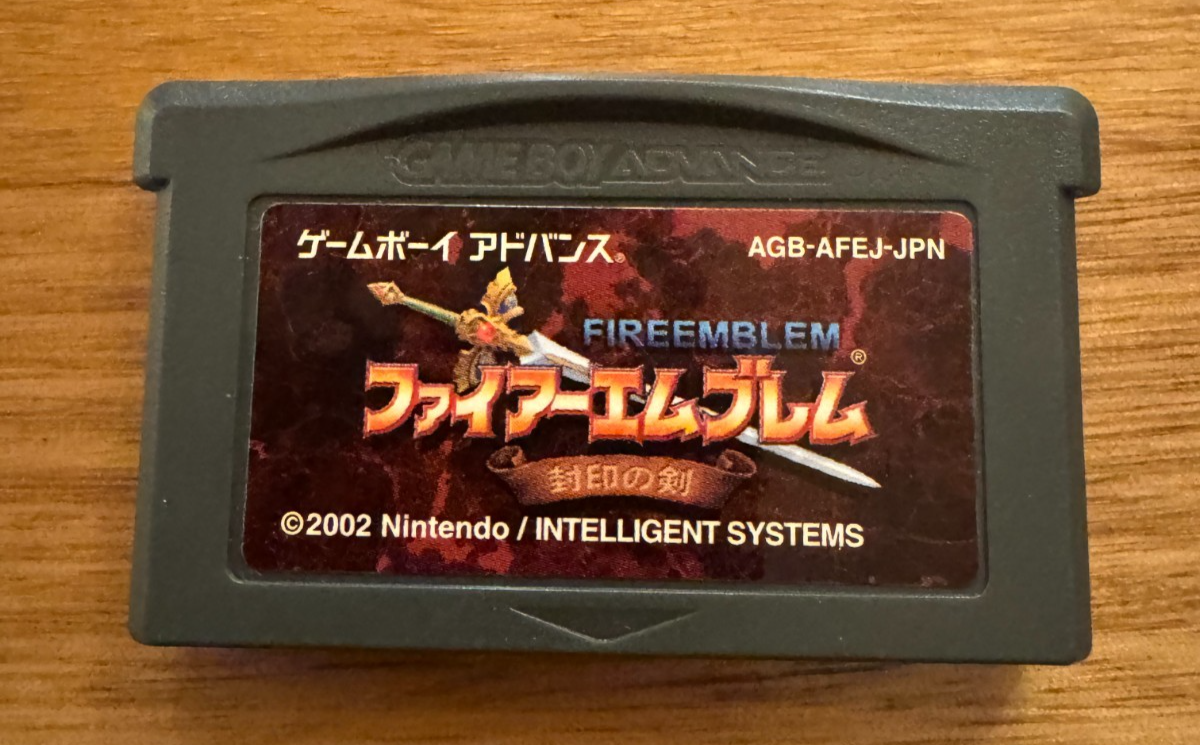 GAME BOY ADVANCE
ゲームボーイ アドバンス®
AGB-AFEJ-JPN
FIREEMBLEM
ファイアーエムブレム®
封印の剣
©2002 Nintendo / INTELLIGENT SYSTEMS